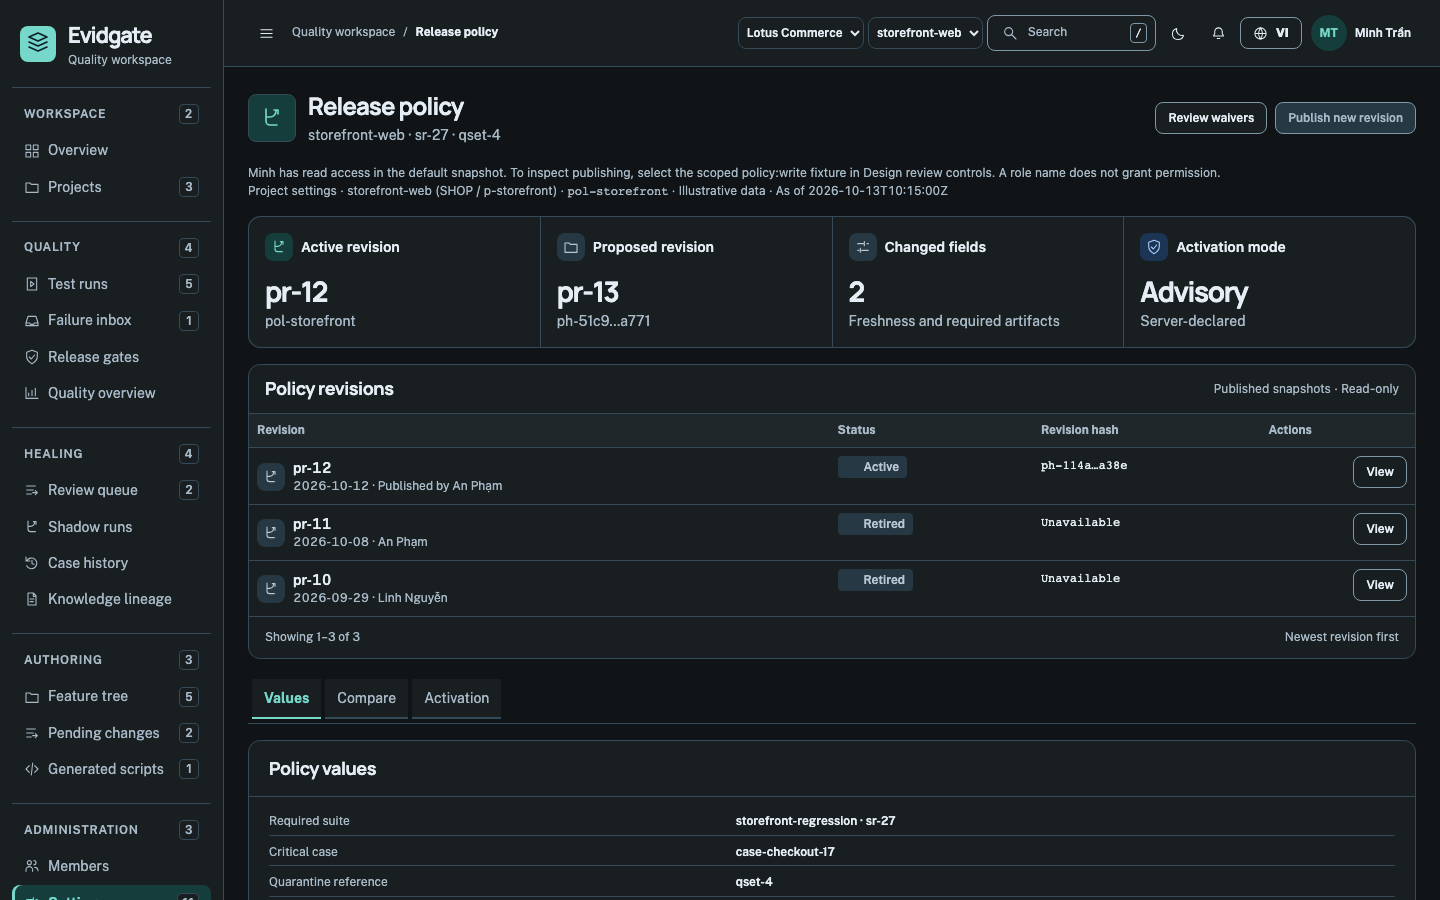 Evidgate
Quality workspace
WORKSPACE 2
Overview
Projects 3
QUALITY 4
Test runs 5
Failure inbox 1
Release gates
Quality overview
HEALING 4
Review queue 2
Shadow runs
Case history
Knowledge lineage
AUTHORING 3
Feature tree 5
Pending changes 2
Generated scripts 1
ADMINISTRATION 3
Members
Quality workspace / Release policy
Lotus Commerce
storefront-web
Search /
VI
MT Minh Trần
Release policy
storefront-web · sr-27 · qset-4
Review waivers
Publish new revision
Minh has read access in the default snapshot. To inspect publishing, select the scoped policy:write fixture in Design review controls. A role name does not grant permission.
Project settings · storefront-web (SHOP / p-storefront) · pol-storefront · Illustrative data · As of 2026-10-13T10:15:00Z
Active revision
pr-12
pol-storefront
Proposed revision
pr-13
ph-51c9…a771
Changed fields
2
Freshness and required artifacts
Activation mode
Advisory
Server-declared
Policy revisions
Published snapshots · Read-only
Revision Status Revision hash Actions
pr-12
2026-10-12 · Published by An Phạm
Active ph-114a…a38e View
pr-11
2026-10-08 · An Phạm
Retired Unavailable View
pr-10
2026-09-29 · Linh Nguyễn
Retired Unavailable View
Showing 1–3 of 3
Newest revision first
Values Compare Activation
Policy values
Required suite storefront-regression · sr-27
Critical case case-checkout-17
Quarantine reference qset-4